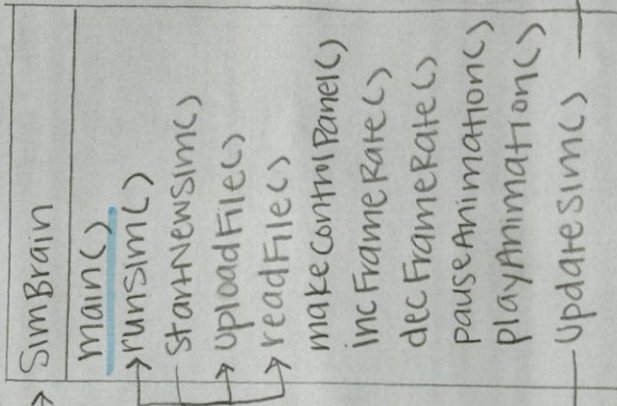 SimBrain
main()
runSim()
startNewSim()
uploadFile()
readFile()
makeControlPanel()
incFrameRate()
decFrameRate()
pauseAnimation()
playAnimation()
updateSim()